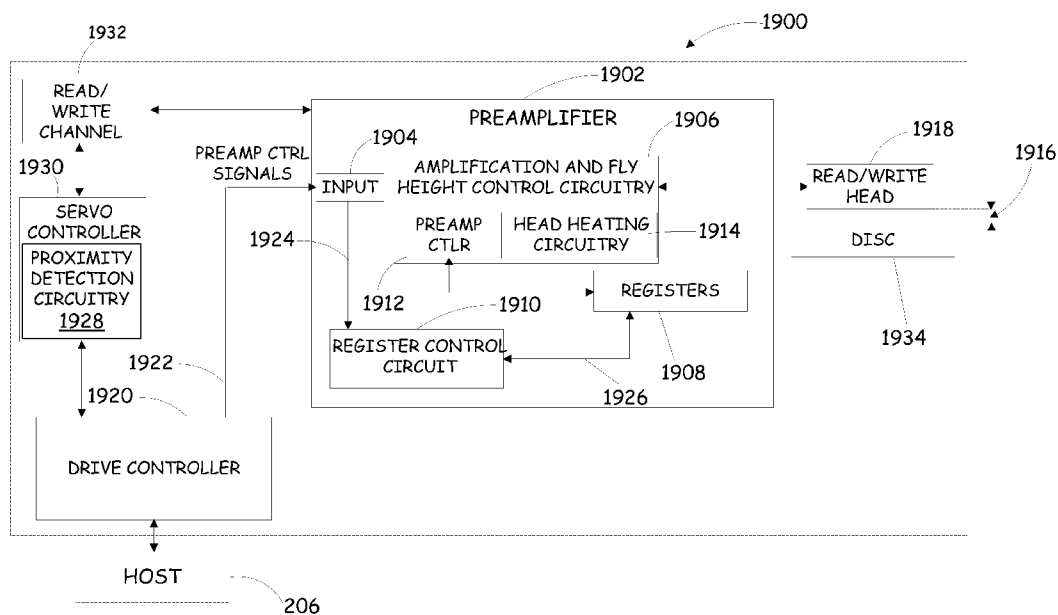 1900
1932
READ/
WRITE
CHANNEL
1902
PREAMPLIFIER
1904
1906
PREAMP CTRL
SIGNALS
INPUT
AMPLIFICATION AND FLY
HEIGHT CONTROL CIRCUITRY
1918
1916
READ/WRITE
HEAD
1930
SERVO
CONTROLLER
PROXIMITY
DETECTION
CIRCUITRY
1928
1924
PREAMP
CTLR
HEAD HEATING
CIRCUITRY
1914
DISC
1912
1910
REGISTERS
1934
REGISTER CONTROL
CIRCUIT
1922
1908
1926
1920
DRIVE CONTROLLER
HOST
206